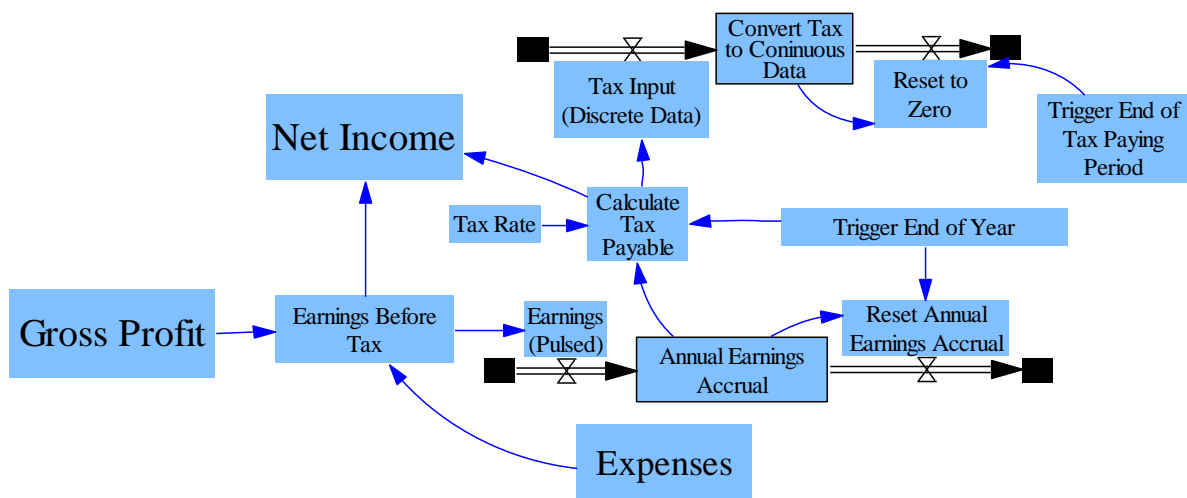 Convert Tax
to Coninuous
Data
Tax Input
(Discrete Data)
Reset to
Zero
Trigger End of
Tax Paying
Period
Net Income
Calculate
Tax
Payable
Tax Rate
Trigger End of Year
Gross Profit
Earnings Before
Tax
Earnings
(Pulsed)
Reset Annual
Earnings Accrual
Annual Earnings
Accrual
Expenses